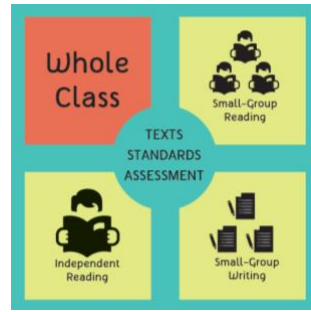 Whole
Class
Small-Group
Reading
TEXTS
STANDARDS
ASSESSMENT
Independent
Reading
Small-Group
Writing